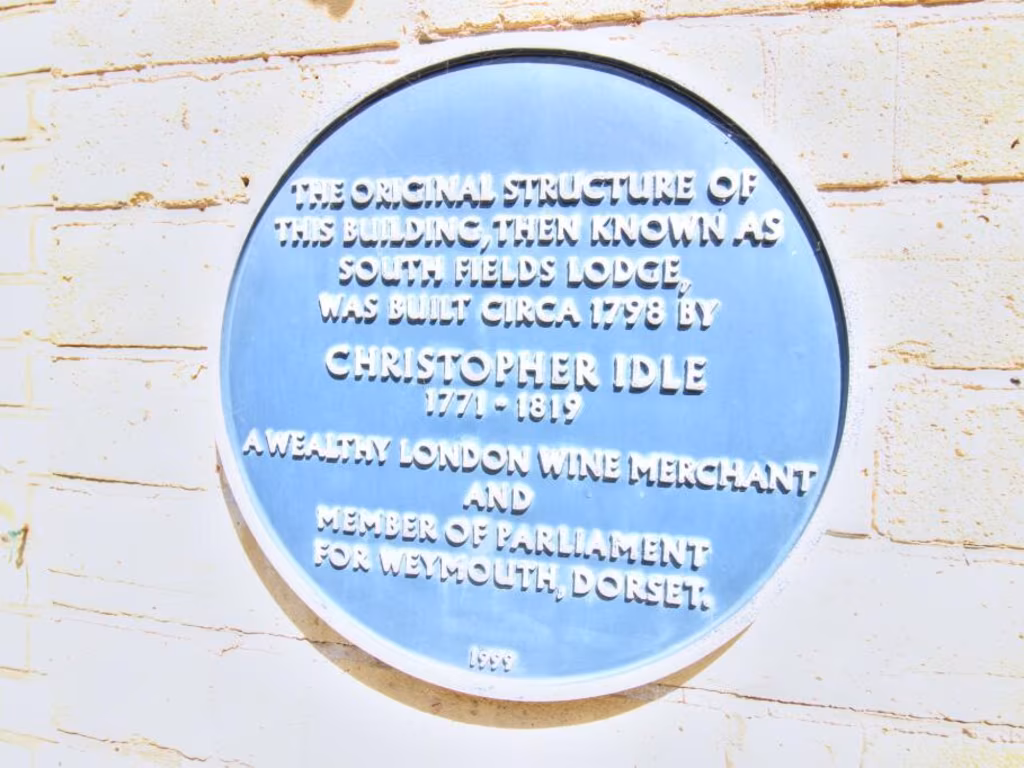 THE ORIGINAL STRUCTURE OF
THIS BUILDING, THEN KNOWN AS
SOUTH FIELDS LODGE,
WAS BUILT CIRCA 1798 BY
CHRISTOPHER IDLE
1771 - 1819
A WEALTHY LONDON WINE MERCHANT
AND
MEMBER OF PARLIAMENT
FOR WEYMOUTH, DORSET.
1999